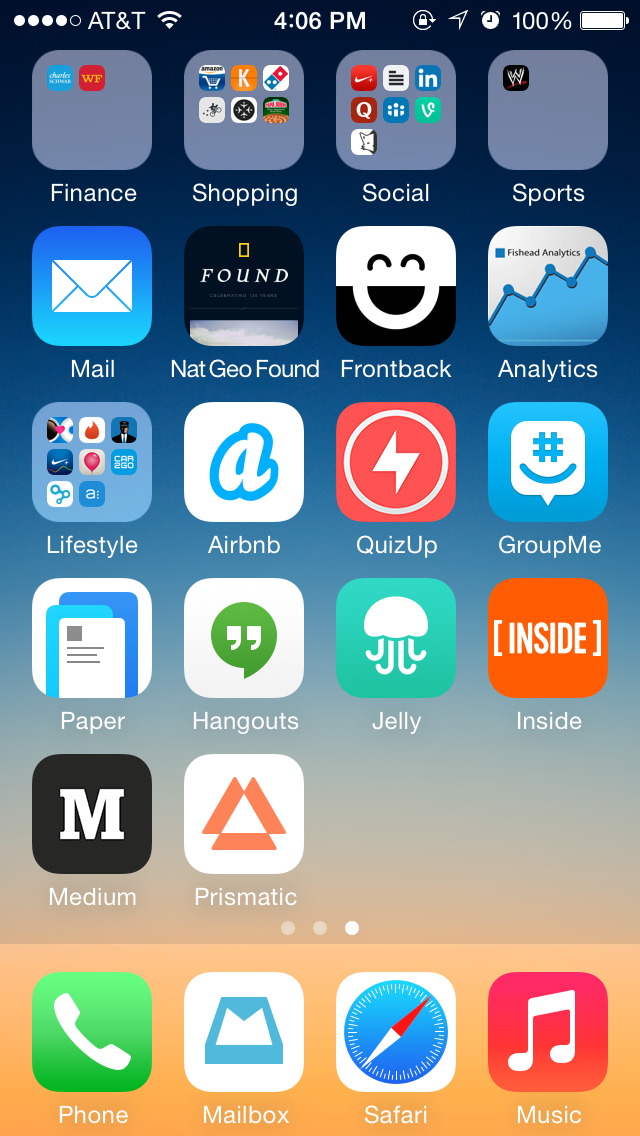 AT&T 4:06 PM 100%
charles SCHWAB WF amazon K in Q CAR2GO a:
Finance Shopping Social Sports
FOUND
CELEBRATING 125 YEARS
Fishead Analytics
Mail Nat Geo Found Frontback Analytics
a #
Lifestyle Airbnb QuizUp GroupMe
[ INSIDE ]
Paper Hangouts Jelly Inside
M
Medium Prismatic
Phone Mailbox Safari Music